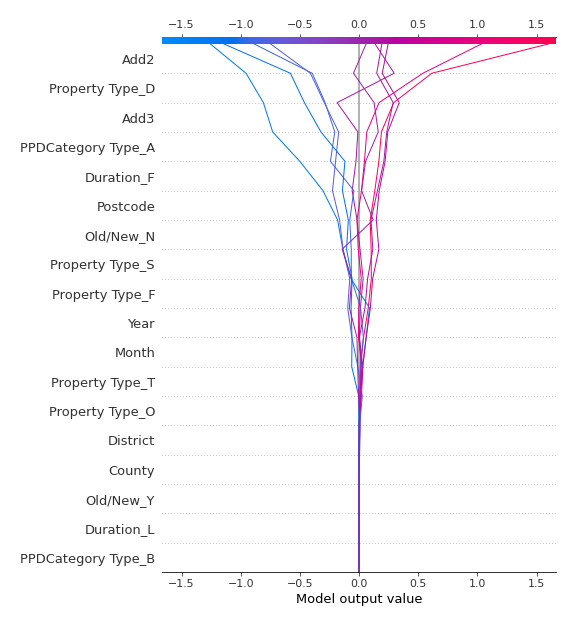 −1.5 −1.0 −0.5 0.0 0.5 1.0 1.5
Add2
Property Type_D
Add3
PPDCategory Type_A
Duration_F
Postcode
Old/New_N
Property Type_S
Property Type_F
Year
Month
Property Type_T
Property Type_O
District
County
Old/New_Y
Duration_L
PPDCategory Type_B
−1.5 −1.0 −0.5 0.0 0.5 1.0 1.5
Model output value